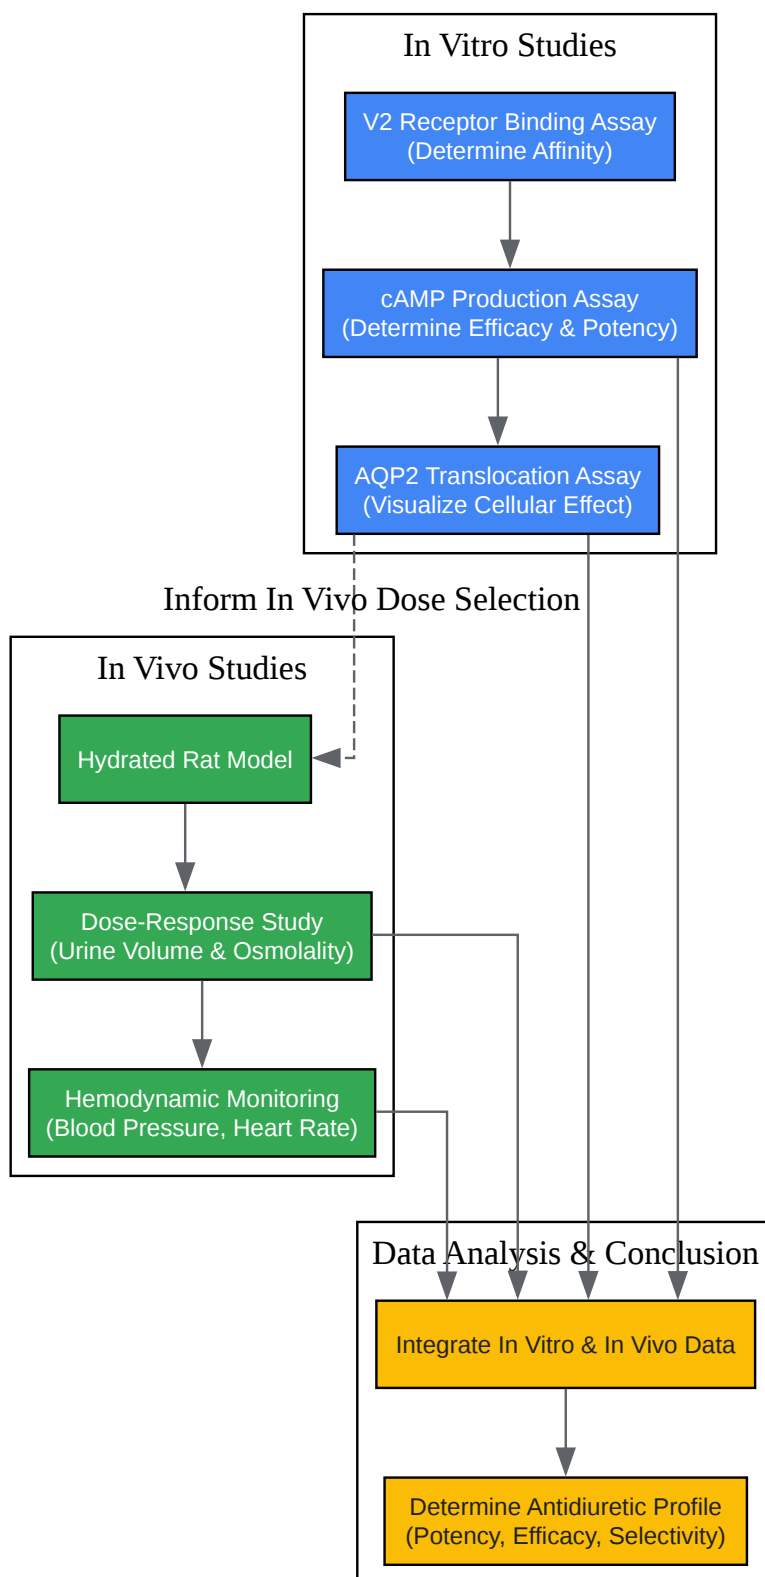 In Vitro Studies
V2 Receptor Binding Assay
(Determine Affinity)
cAMP Production Assay
(Determine Efficacy & Potency)
AQP2 Translocation Assay
(Visualize Cellular Effect)
Inform In Vivo Dose Selection
In Vivo Studies
Hydrated Rat Model
Dose-Response Study
(Urine Volume & Osmolality)
Hemodynamic Monitoring
(Blood Pressure, Heart Rate)
Data Analysis & Conclusion
Integrate In Vitro & In Vivo Data
Determine Antidiuretic Profile
(Potency, Efficacy, Selectivity)